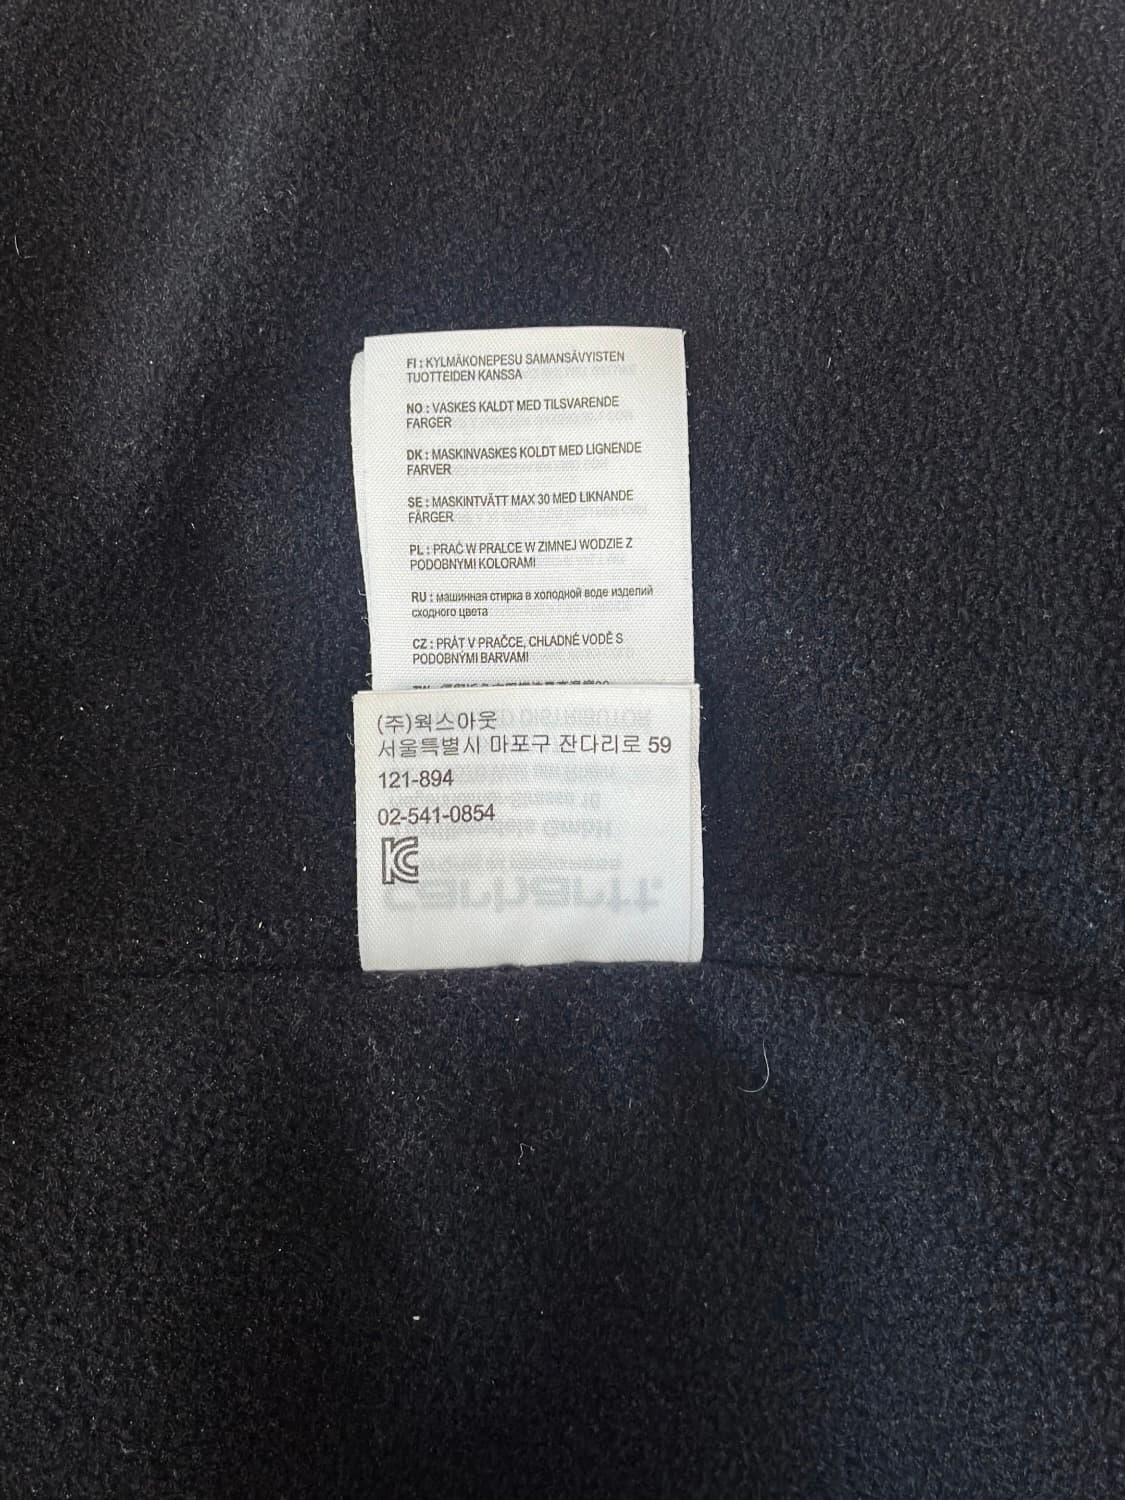 FI : KYLMÄKONEPESU SAMANSÄVYISTEN
TUOTTEIDEN KANSSA
NO : VASKES KALDT MED TILSVARENDE
FARGER
DK : MASKINVASKES KOLDT MED LIGNENDE
FARVER
SE : MASKINTVÄTT MAX 30 MED LIKNANDE
FÄRGER
PL : PRAĆ W PRALCE W ZIMNEJ WODZIE Z
PODOBNYMI KOLORAMI
RU : машинная стирка в холодной воде изделий
сходного цвета
CZ : PRÁT V PRAČCE, CHLADNÉ VODĚ S
PODOBNÝMI BARVAMI
(주)웍스아웃
서울특별시 마포구 잔다리로 59
121-894
02-541-0854